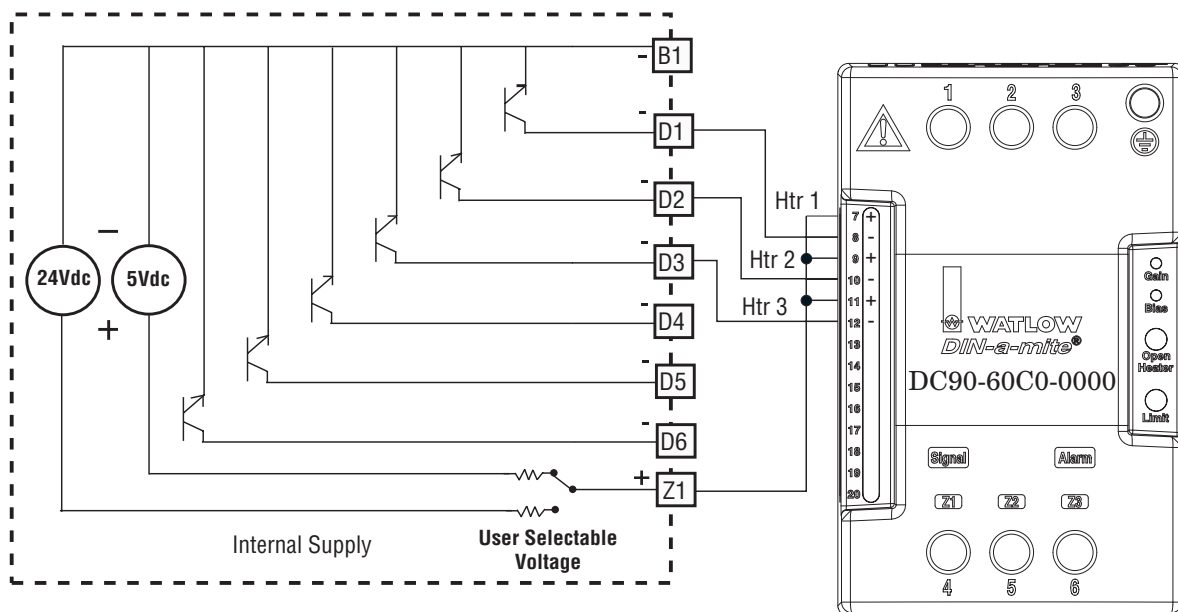 B1
-
-
D1
-
D2
-
D3
-
D4
-
D5
-
D6
+
Z1
24Vdc
5Vdc
–
+
Internal Supply
User Selectable
Voltage
Htr 1
Htr 2
Htr 3
1 2 3
7 +
8 -
9 +
10 -
11 +
12 -
13
14
15
16
17
18
19
20
WATLOW
DIN-a-mite®
DC90-60C0-0000
Gain
Bias
Open
Heater
Limit
Signal Alarm
Z1 Z2 Z3
4 5 6